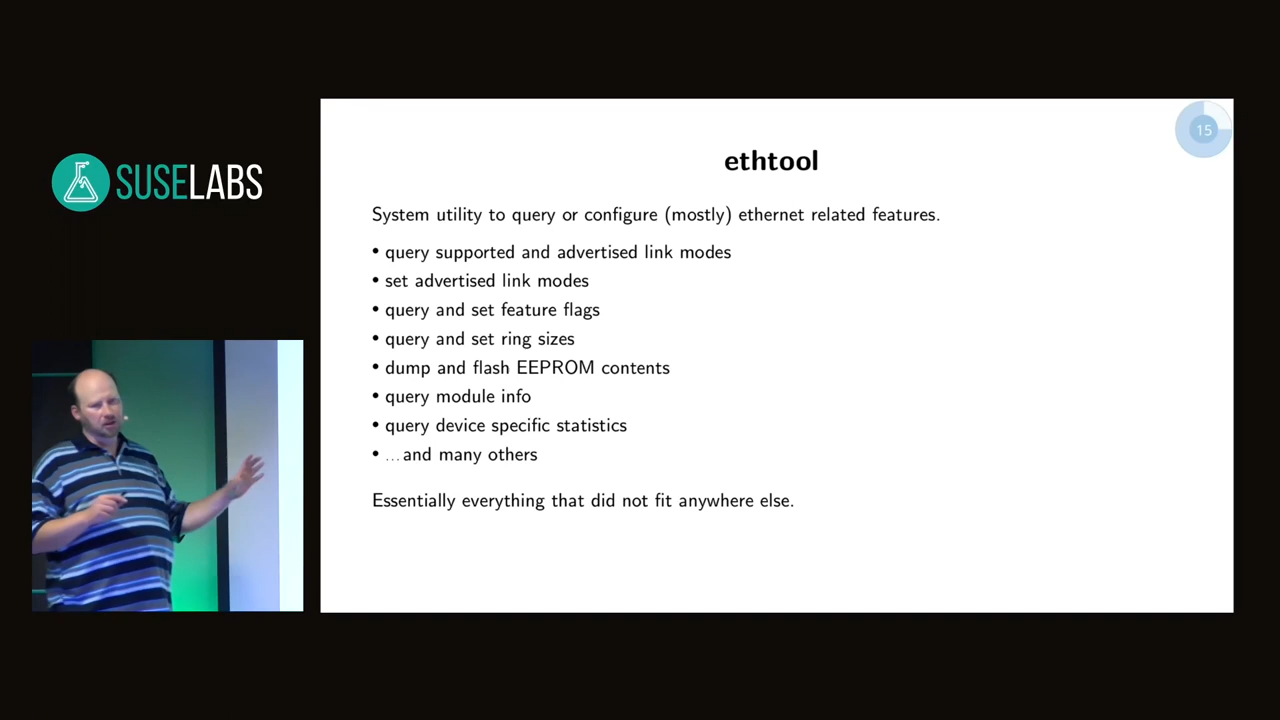 SUSELABS
15
ethtool
System utility to query or configure (mostly) ethernet related features.
• query supported and advertised link modes
• set advertised link modes
• query and set feature flags
• query and set ring sizes
• dump and flash EEPROM contents
• query module info
• query device specific statistics
• ...and many others
Essentially everything that did not fit anywhere else.